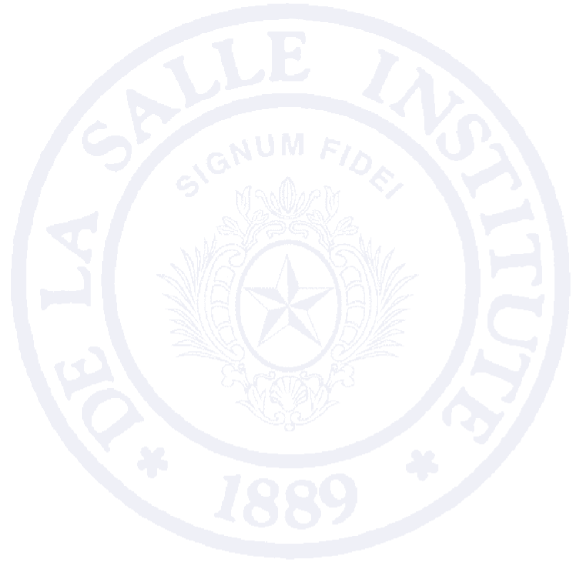 DE LA SALLE INSTITUTE
SIGNUM FIDEI
* 1889 *